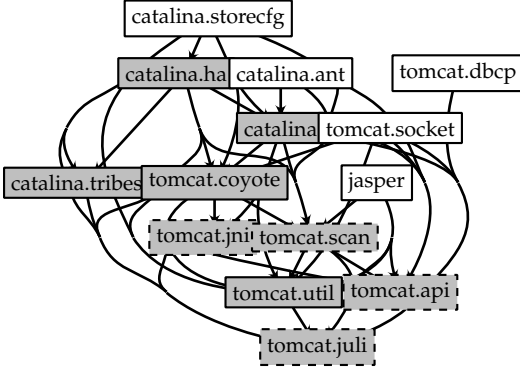 catalina.storecfg
catalina.ha
catalina.ant
tomcat.dbcp
catalina
tomcat.socket
catalina.tribes
tomcat.coyote
jasper
tomcat.jni
tomcat.scan
tomcat.util
tomcat.api
tomcat.juli